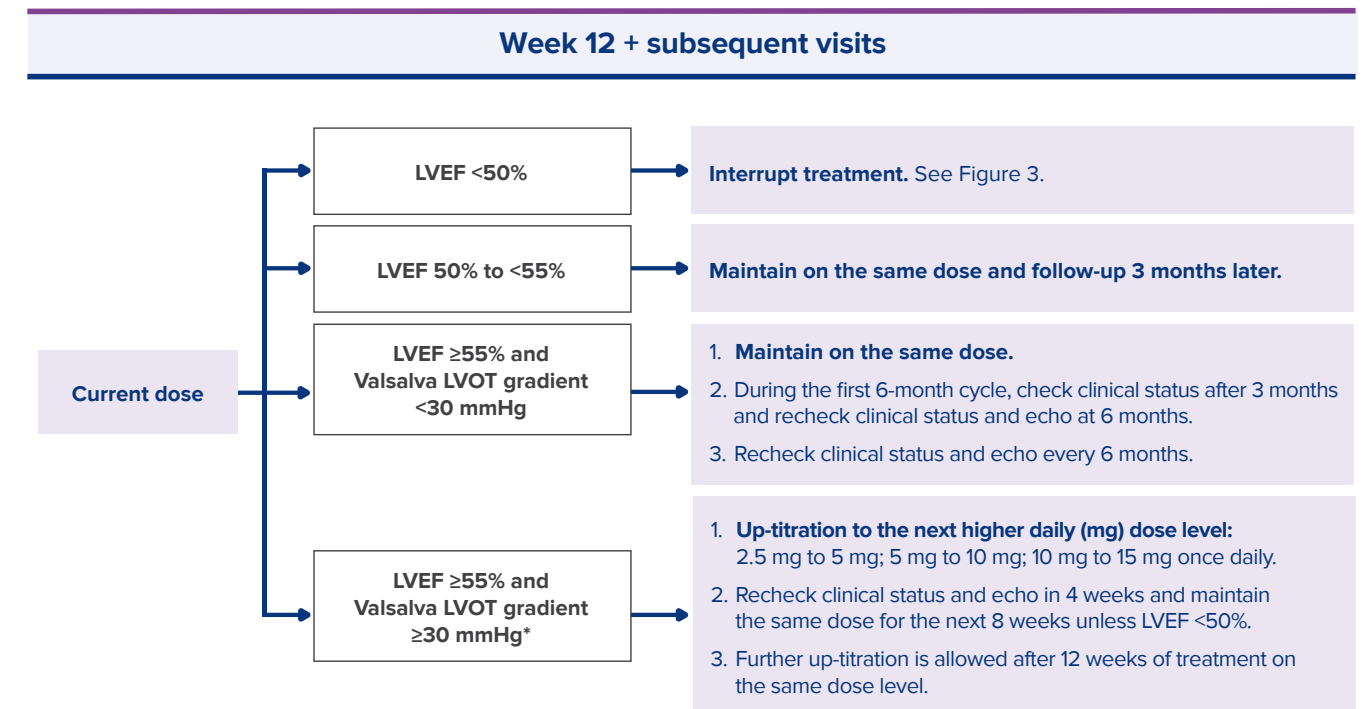 Week 12 + subsequent visits
LVEF <50%
Interrupt treatment. See Figure 3.
LVEF 50% to <55%
Maintain on the same dose and follow-up 3 months later.
Current dose
LVEF ≥55% and
Valsalva LVOT gradient
<30 mmHg
1. Maintain on the same dose.
2. During the first 6-month cycle, check clinical status after 3 months
and recheck clinical status and echo at 6 months.
3. Recheck clinical status and echo every 6 months.
LVEF ≥55% and
Valsalva LVOT gradient
≥30 mmHg*
1. Up-titration to the next higher daily (mg) dose level:
2.5 mg to 5 mg; 5 mg to 10 mg; 10 mg to 15 mg once daily.
2. Recheck clinical status and echo in 4 weeks and maintain
the same dose for the next 8 weeks unless LVEF <50%.
3. Further up-titration is allowed after 12 weeks of treatment on
the same dose level.